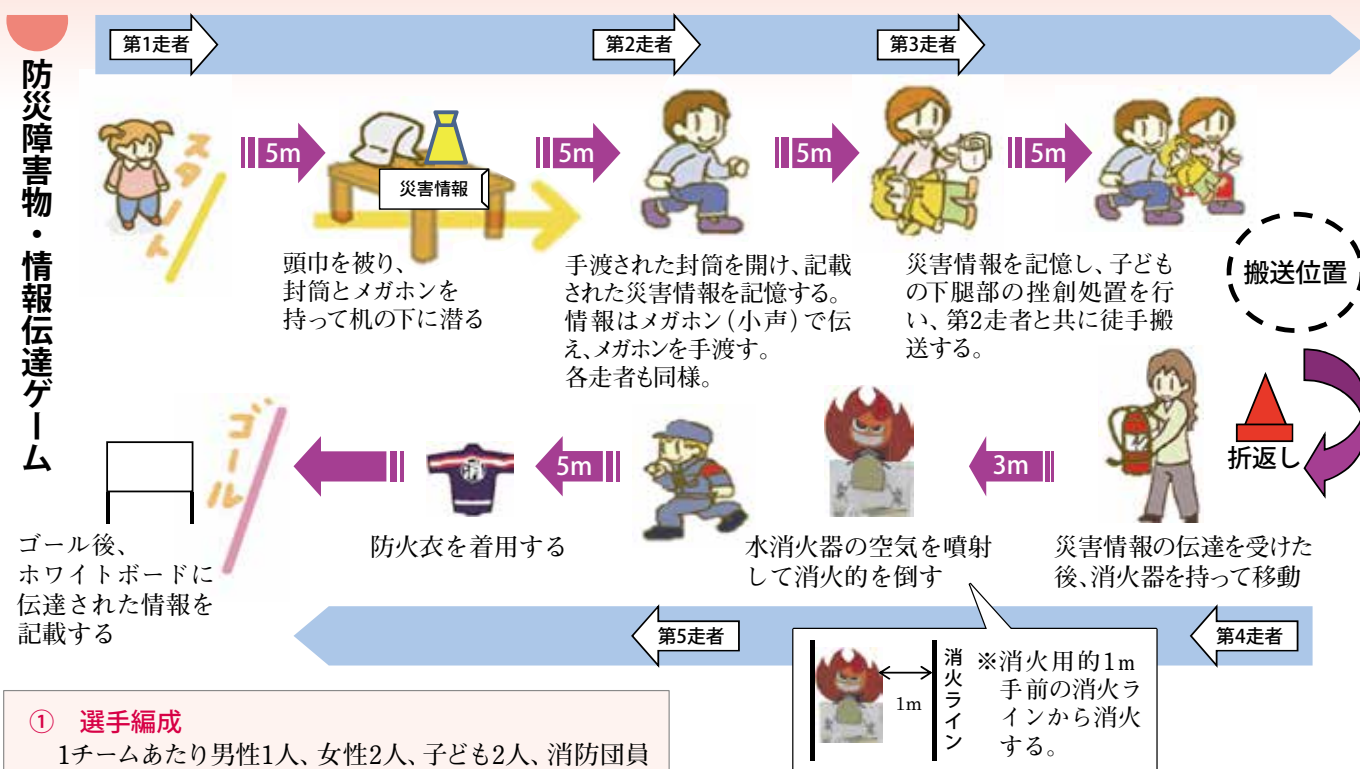 防災障害物・情報伝達ゲーム
第1走者
第2走者
第3走者
スタート
5m
災害情報
5m
5m
5m
頭巾を被り、
封筒とメガホンを
持って机の下に潜る
手渡された封筒を開け、記載
された災害情報を記憶する。
情報はメガホン（小声）で伝
え、メガホンを手渡す。
各走者も同様。
災害情報を記憶し、子ども
の下腿部の挫創処置を行
い、第2走者と共に徒手搬
送する。
搬送位置
折返し
3m
5m
ゴール
災害情報の伝達を受けた
後、消火器を持って移動
水消火器の空気を噴射
して消火的を倒す
防火衣を着用する
ゴール後、
ホワイトボードに
伝達された情報を
記載する
第4走者
第5走者
1m
消火ライン
※消火用的1m
手前の消火ラ
インから消火
する。
① 選手編成
1チームあたり男性1人、女性2人、子ども2人、消防団員